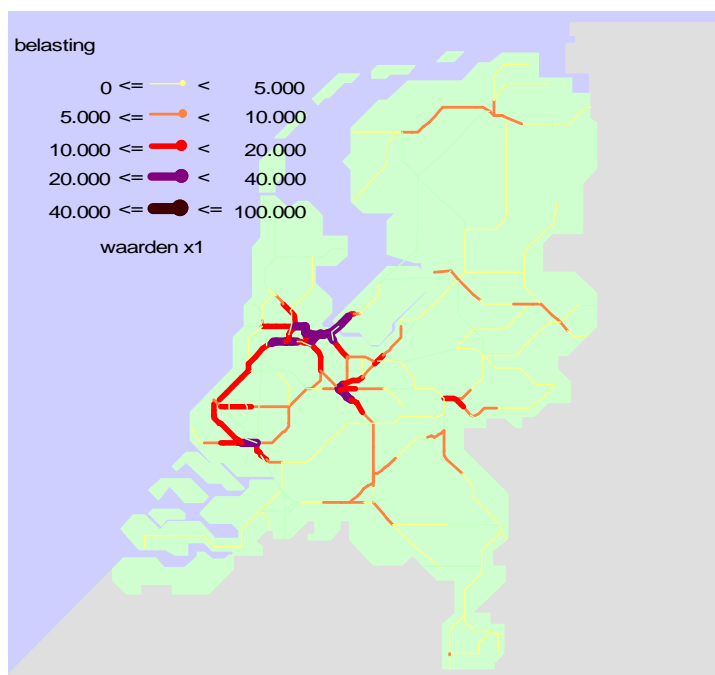 belasting
0 <= < 5.000
5.000 <= < 10.000
10.000 <= < 20.000
20.000 <= < 40.000
40.000 <= <= 100.000
waarden x1